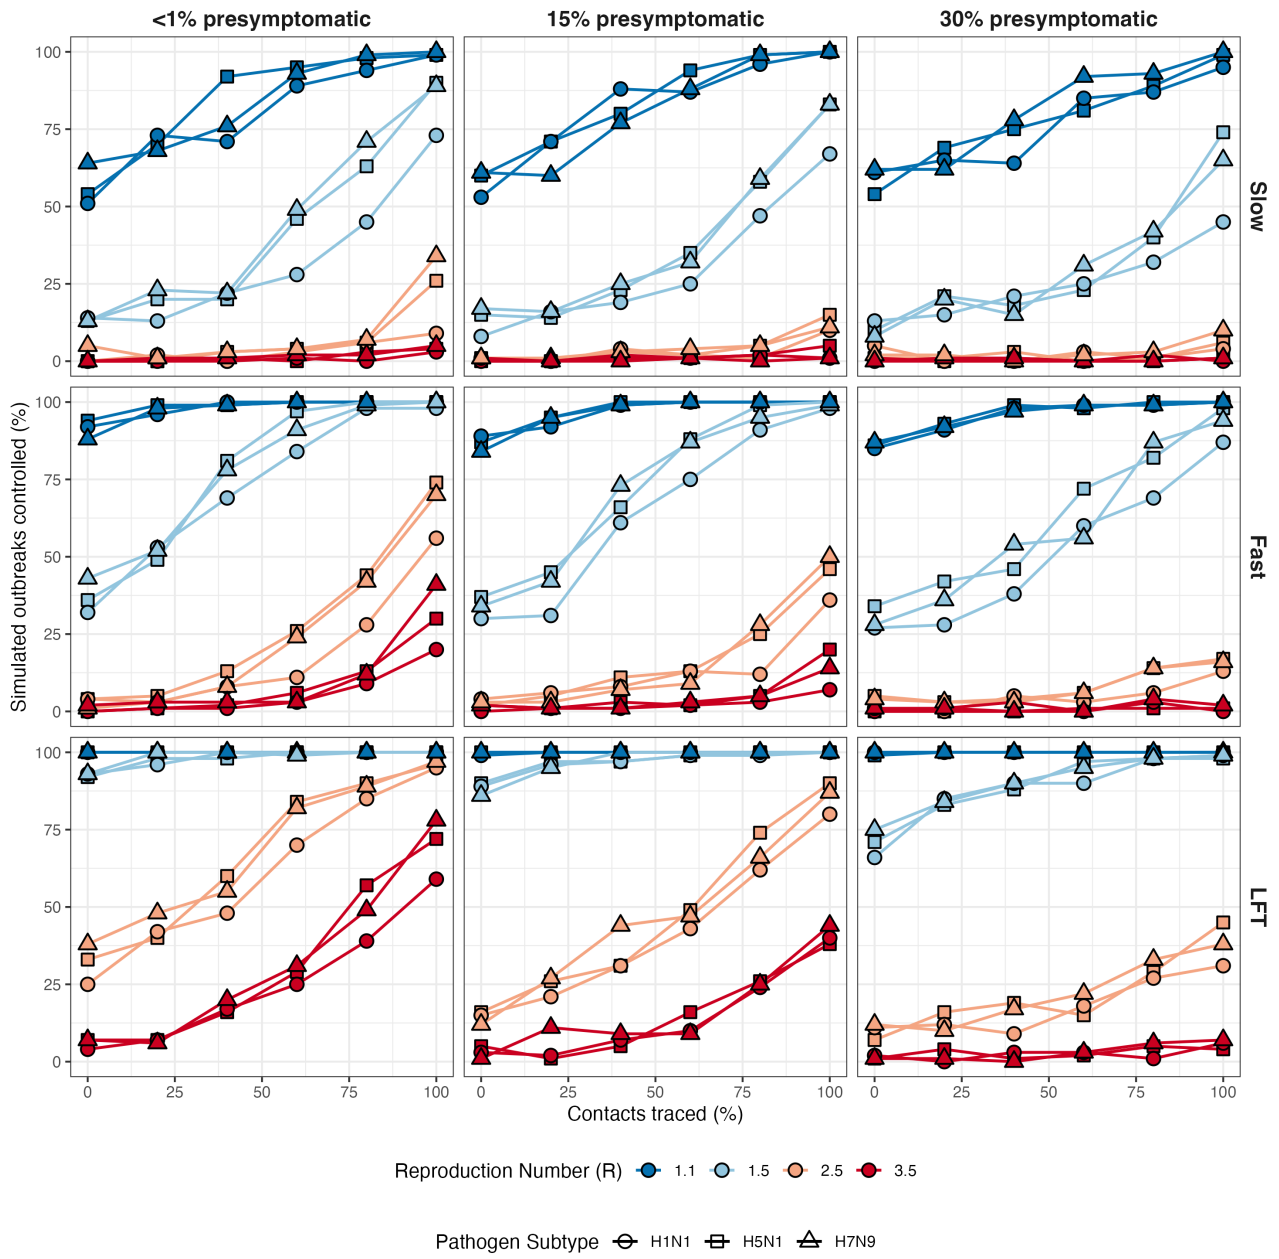 <1% presymptomatic
15% presymptomatic
30% presymptomatic
Simulated outbreaks controlled (%)
100
75
50
25
0
Slow
100
75
50
25
0
Fast
100
75
50
25
0
LFT
0 25 50 75 100
0 25 50 75 100
0 25 50 75 100
Contacts traced (%)
Reproduction Number (R) 1.1 1.5 2.5 3.5
Pathogen Subtype H1N1 H5N1 H7N9